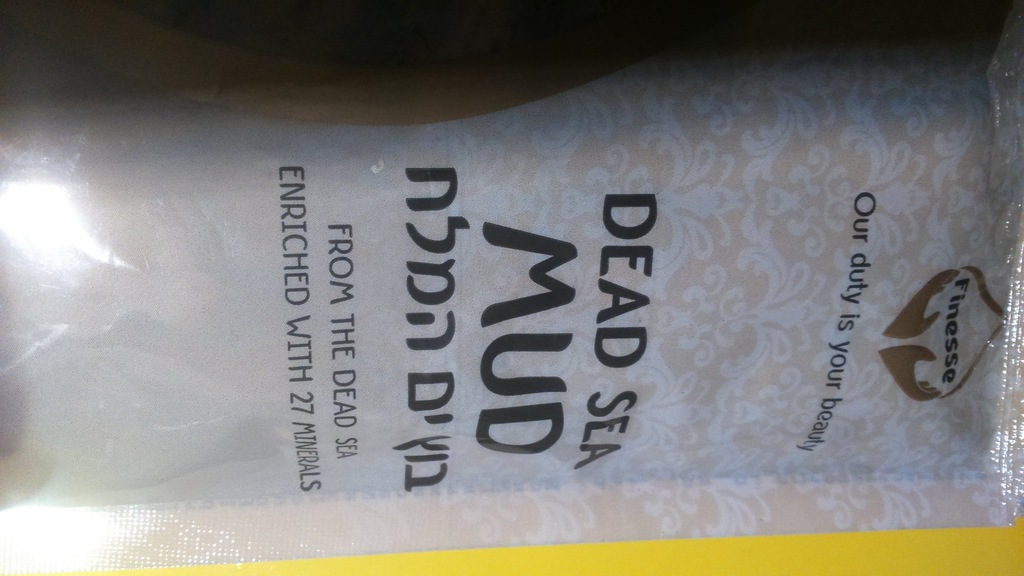 Finesse
Our duty is your beauty
DEAD SEA
MUD
בוץ ים המלח
FROM THE DEAD SEA
ENRICHED WITH 27 MINERALS